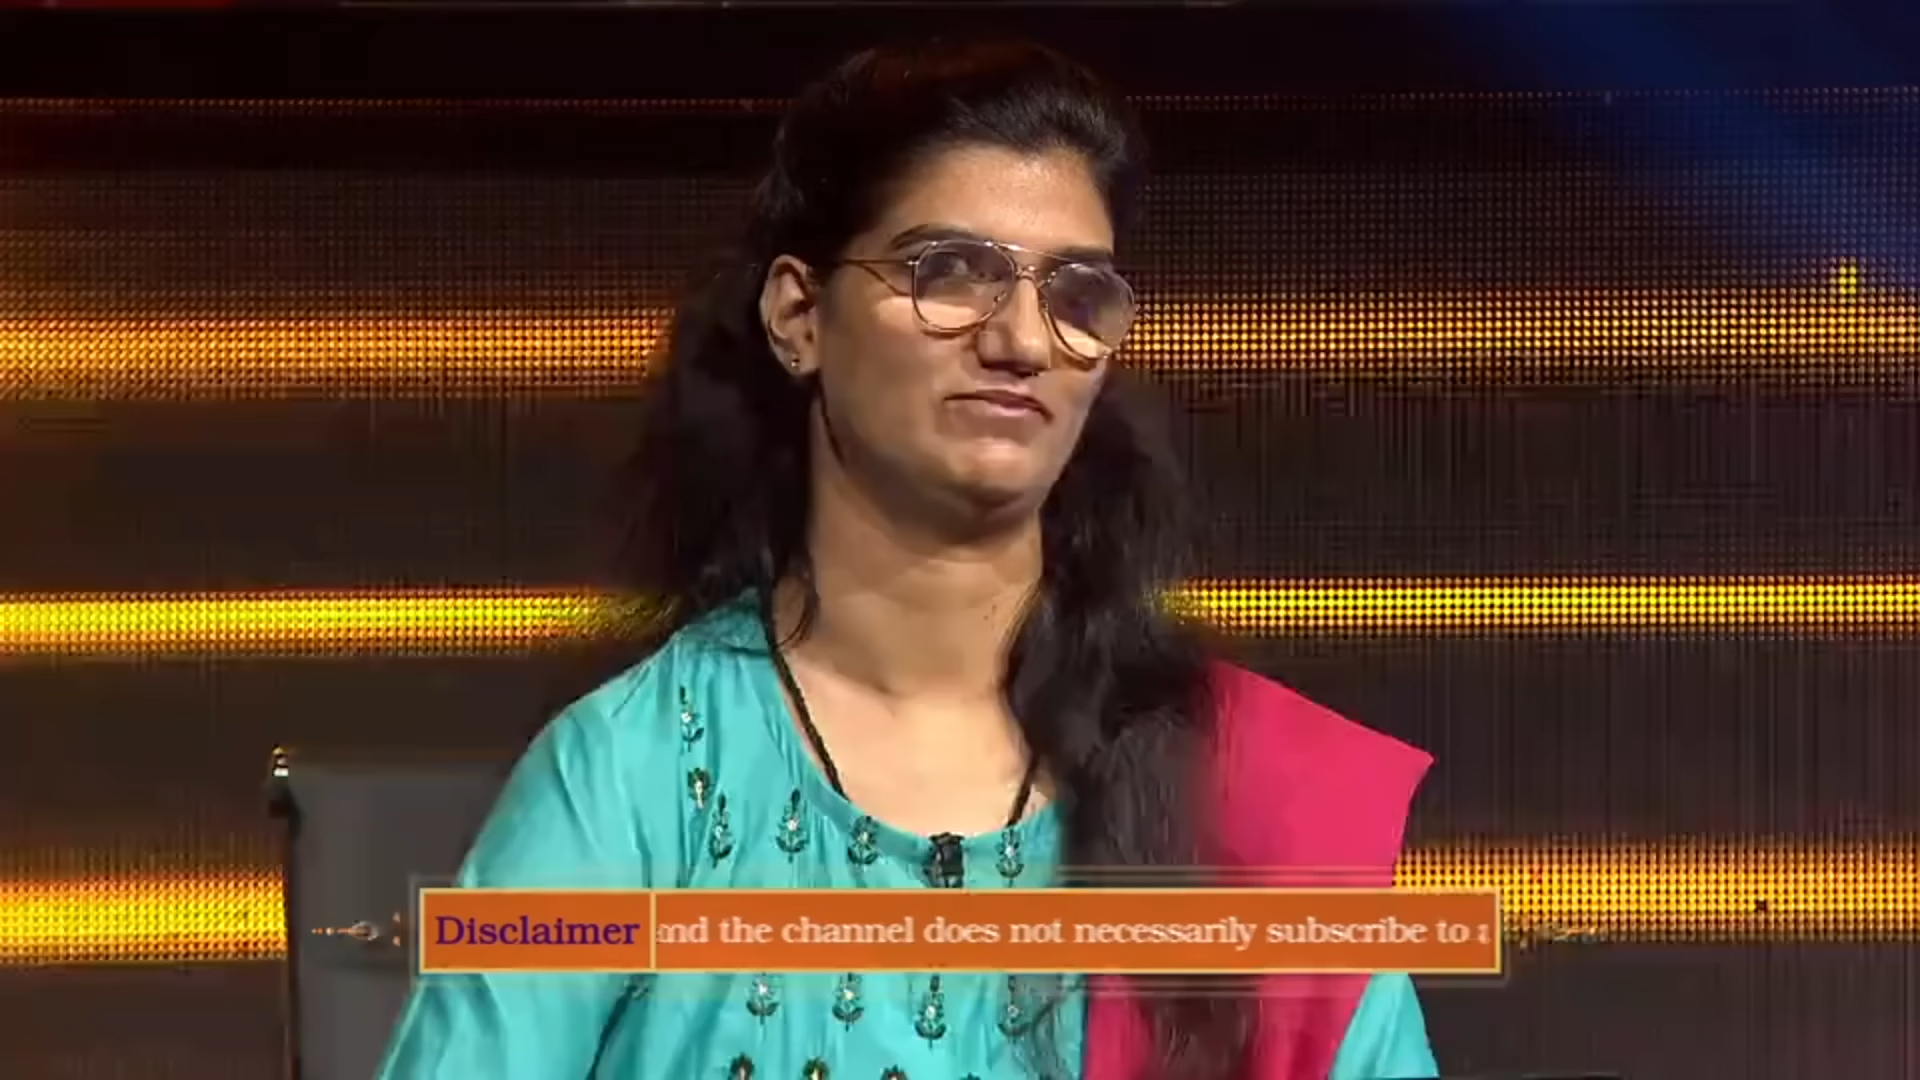 Disclaimer
and the channel does not necessarily subscribe to